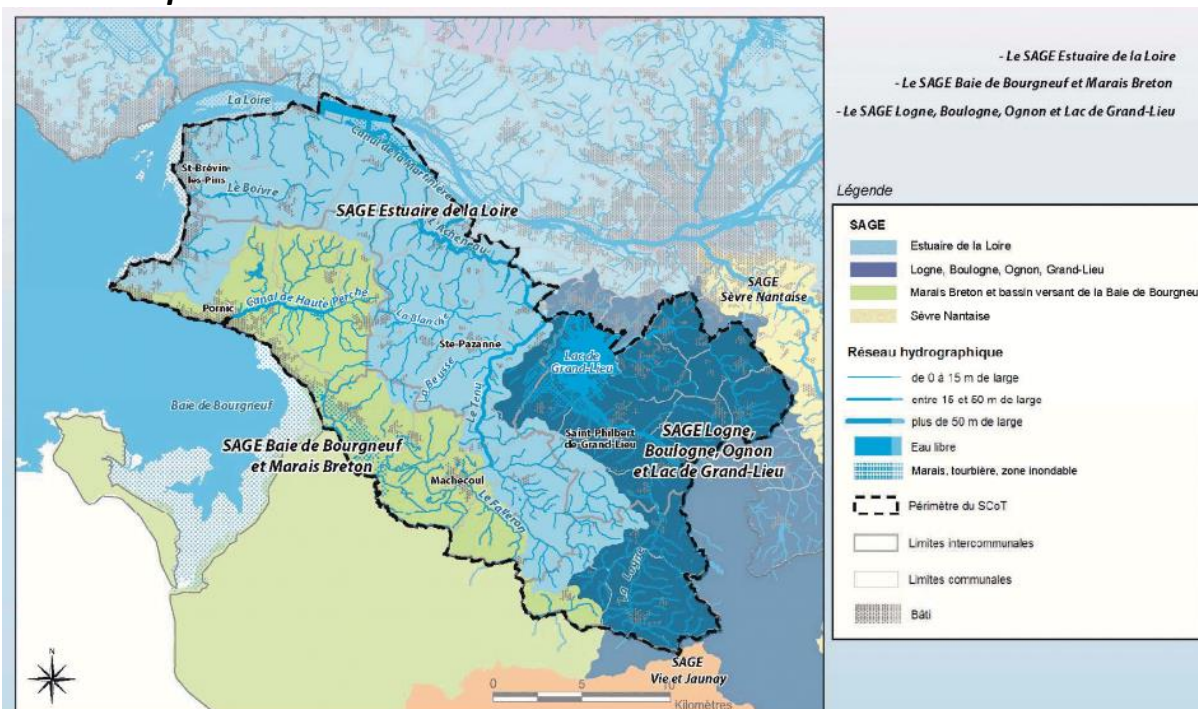 - Le SAGE Estuaire de la Loire
- Le SAGE Baie de Bourgneuf et Marais Breton
- Le SAGE Logne, Boulogne, Ognon et Lac de Grand-Lieu
La Loire
Canal de la Martinière
St-Brévin-
les-Pins
Le Boivre
SAGE Estuaire de la Loire
L'Acheneau
SAGE
Sèvre Nantaise
Pornic
Canal de Haute Perche
La Blanche
Ste-Pazanne
Lac de
Grand-Lieu
La Beusse
Le Tenu
Baie de Bourgneuf
SAGE Baie de Bourgneuf
et Marais Breton
Saint-Philbert
de-Grand-Lieu
SAGE Logne,
Boulogne, Ognon
et Lac de Grand-Lieu
Machecoul
Le Falleron
La Logne
SAGE
Vie et Jaunay
N
0 5 10
Kilomètres
Légende
SAGE
Estuaire de la Loire
Logne, Boulogne, Ognon, Grand-Lieu
Marais Breton et bassin versant de la Baie de Bourgneu
Sèvre Nantaise
Réseau hydrographique
de 0 à 15 m de large
entre 15 et 50 m de large
plus de 50 m de large
Eau libre
Marais, tourbière, zone inondable
Périmètre du SCoT
Limites intercommunales
Limites communales
Bâti